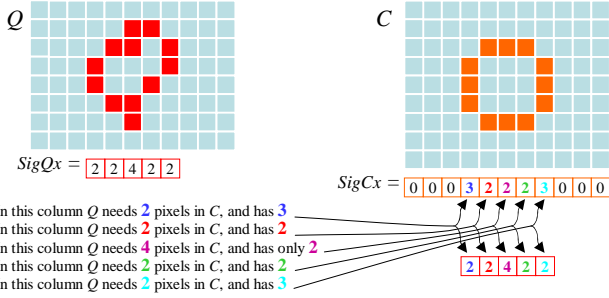 Q
C
SigQx = 2 2 4 2 2
SigCx = 0 0 0 3 2 2 2 3 0 0 0
n this column Q needs 2 pixels in C, and has 3
n this column Q needs 2 pixels in C, and has 2
n this column Q needs 4 pixels in C, and has only 2
n this column Q needs 2 pixels in C, and has 2
n this column Q needs 2 pixels in C, and has 3
2 2 4 2 2